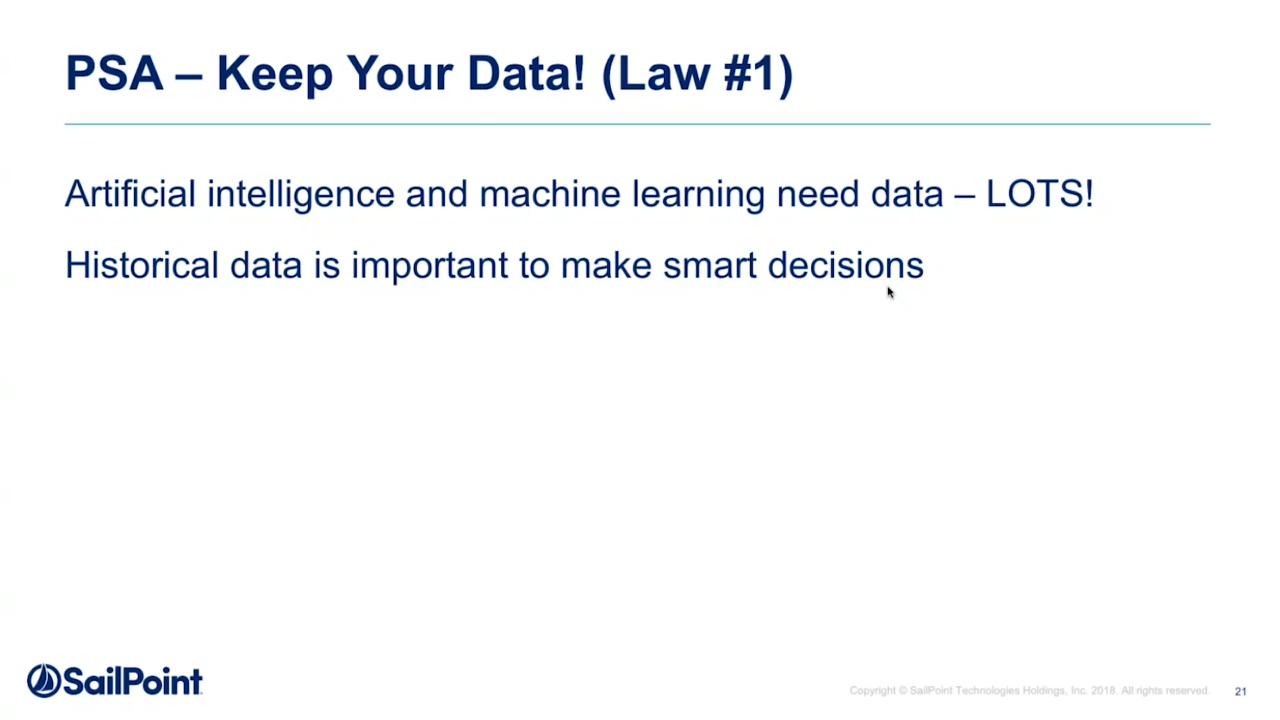 PSA – Keep Your Data! (Law #1)
Artificial intelligence and machine learning need data – LOTS!
Historical data is important to make smart decisions
SailPoint
Copyright © SailPoint Technologies Holdings, Inc. 2018. All rights reserved.
21